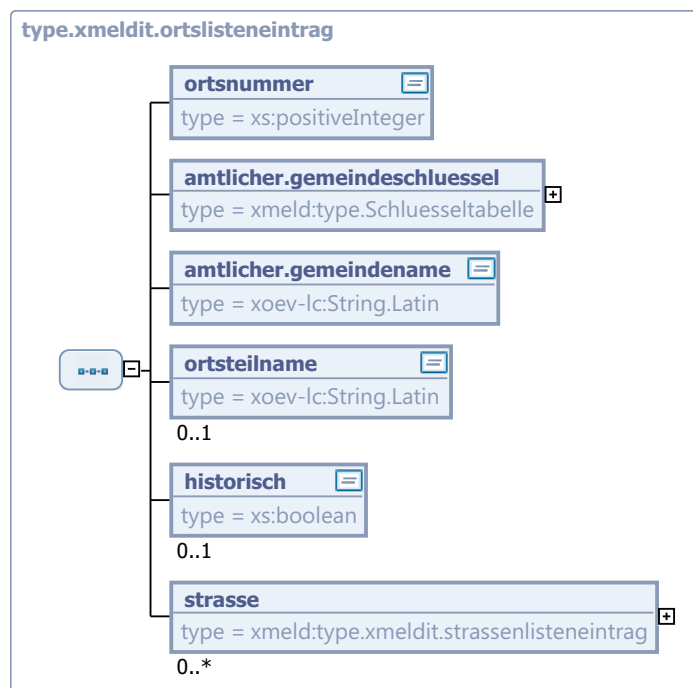 type.xmeldit.ortslisteneintrag
ortsnummer
type = xs:positiveInteger
amtlicher.gemeindeschluessel
type = xmeld:type.Schluesseltabelle
amtlicher.gemeindename
type = xoev-lc:String.Latin
ortsteilname
type = xoev-lc:String.Latin
0..1
historisch
type = xs:boolean
0..1
strasse
type = xmeld:type.xmeldit.strassenlisteneintrag
0..*